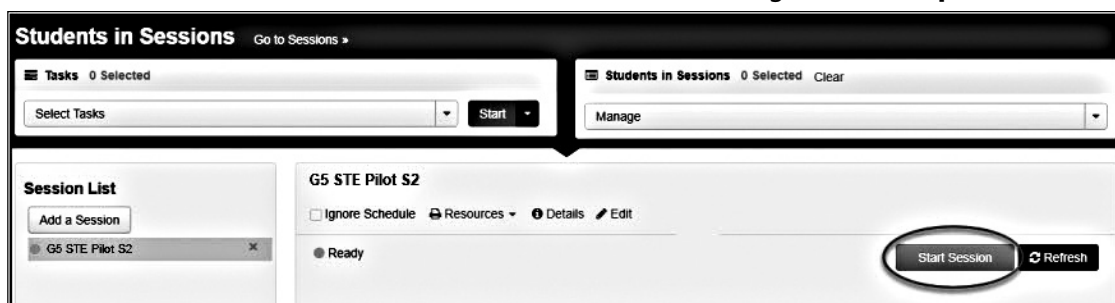 Students in Sessions Go to Sessions »
Tasks 0 Selected
Students in Sessions 0 Selected Clear
Select Tasks
Start
Manage
Session List
Add a Session
G5 STE Pilot S2 ×
G5 STE Pilot S2
Ignore Schedule Resources Details Edit
Ready
Start Session Refresh